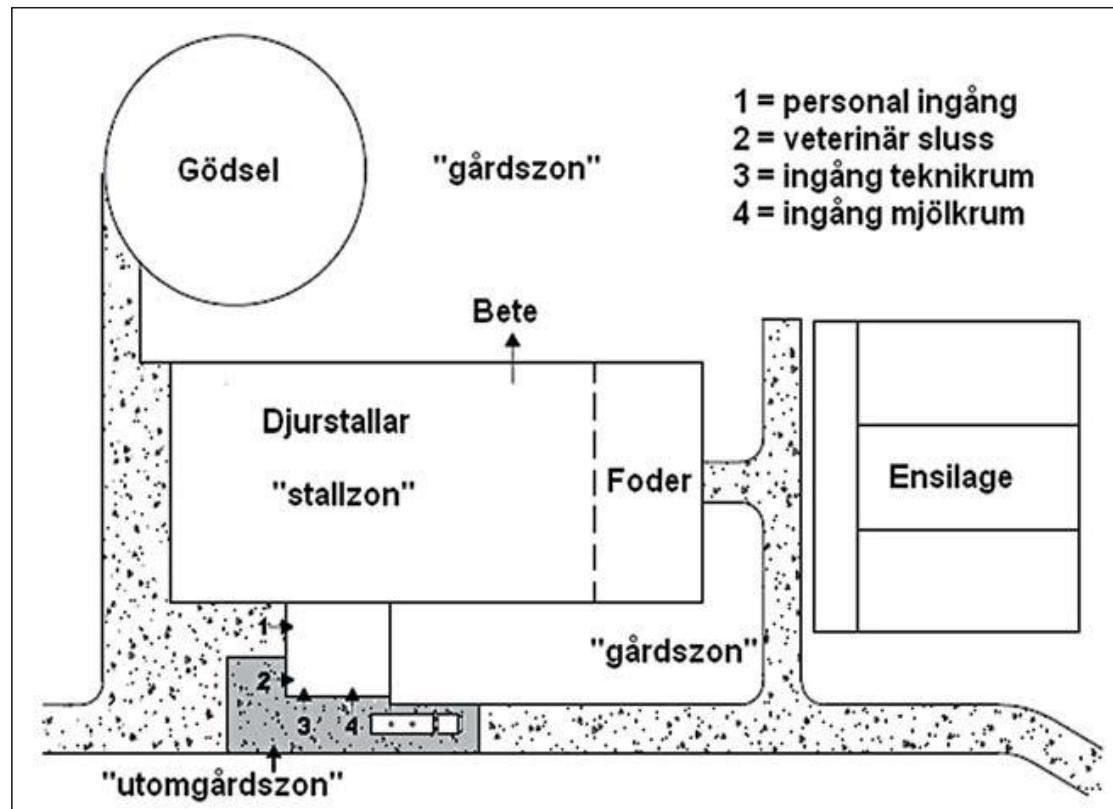 1 = personal ingång
2 = veterinär sluss
3 = ingång teknikrum
4 = ingång mjölkrum
Gödsel
"gårdszon"
Bete
Djurstallar
"stallzon"
Foder
Ensilage
1
"gårdszon"
2
3
4
"utomgårdszon"